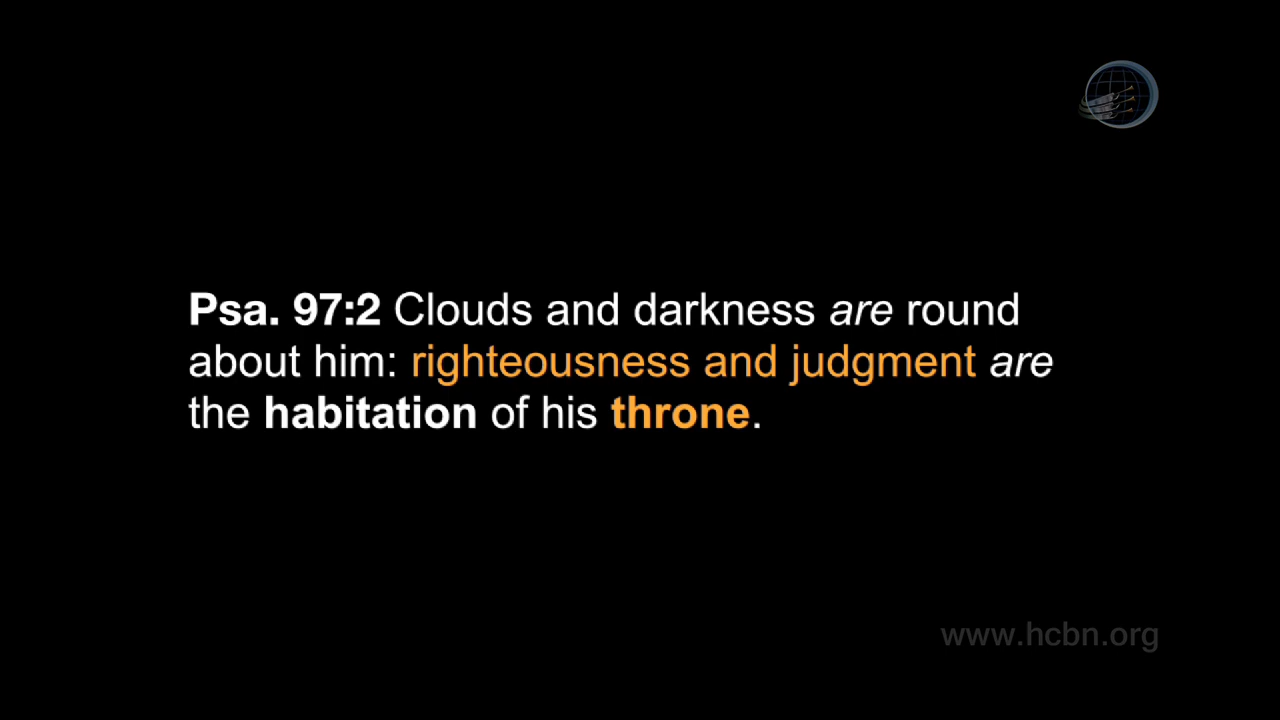 Psa. 97:2 Clouds and darkness are round
about him: righteousness and judgment are
the habitation of his throne.
www.hcbn.org